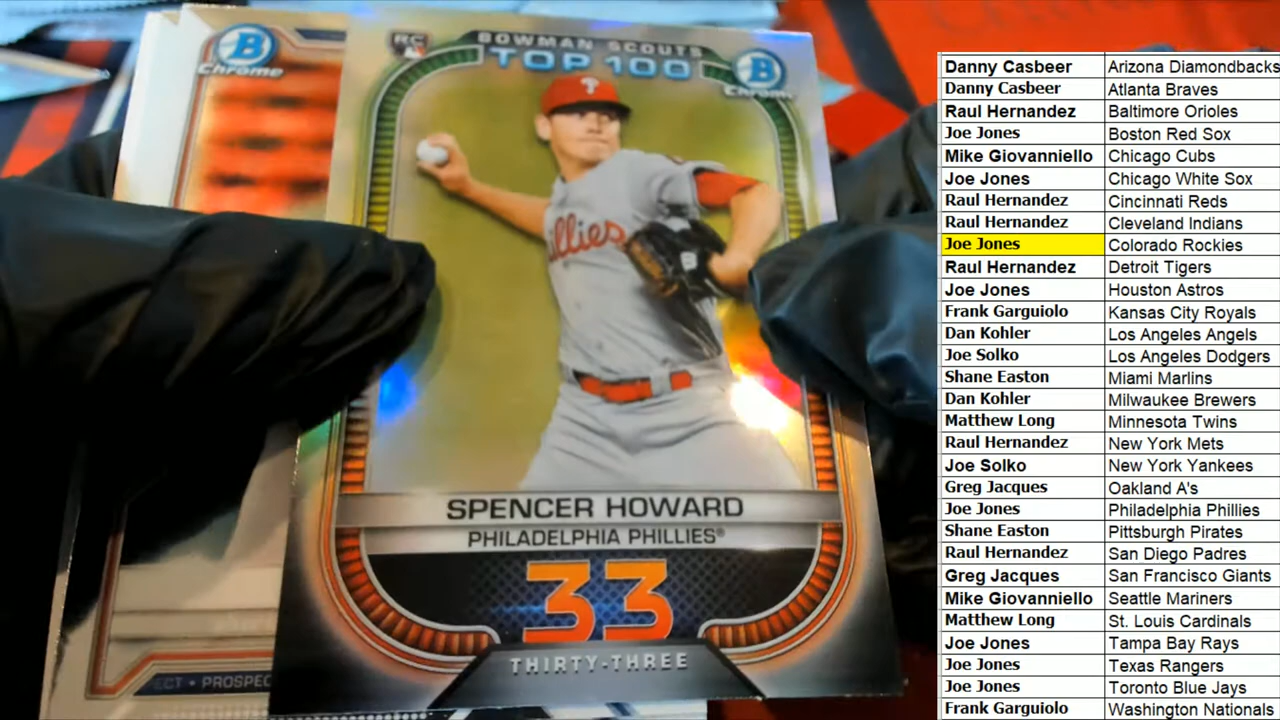 B
Chrome
RC
BOWMAN SCOUTS
TOP 100
B
Chrome
Phillies
SPENCER HOWARD
PHILADELPHIA PHILLIES®
33
THIRTY-THREE
ECT • PROSPEC
Danny Casbeer Arizona Diamondbacks
Danny Casbeer Atlanta Braves
Raul Hernandez Baltimore Orioles
Joe Jones Boston Red Sox
Mike Giovanniello Chicago Cubs
Joe Jones Chicago White Sox
Raul Hernandez Cincinnati Reds
Raul Hernandez Cleveland Indians
Joe Jones Colorado Rockies
Raul Hernandez Detroit Tigers
Joe Jones Houston Astros
Frank Garguiolo Kansas City Royals
Dan Kohler Los Angeles Angels
Joe Solko Los Angeles Dodgers
Shane Easton Miami Marlins
Dan Kohler Milwaukee Brewers
Matthew Long Minnesota Twins
Raul Hernandez New York Mets
Joe Solko New York Yankees
Greg Jacques Oakland A's
Joe Jones Philadelphia Phillies
Shane Easton Pittsburgh Pirates
Raul Hernandez San Diego Padres
Greg Jacques San Francisco Giants
Mike Giovanniello Seattle Mariners
Matthew Long St. Louis Cardinals
Joe Jones Tampa Bay Rays
Joe Jones Texas Rangers
Joe Jones Toronto Blue Jays
Frank Garguiolo Washington Nationals